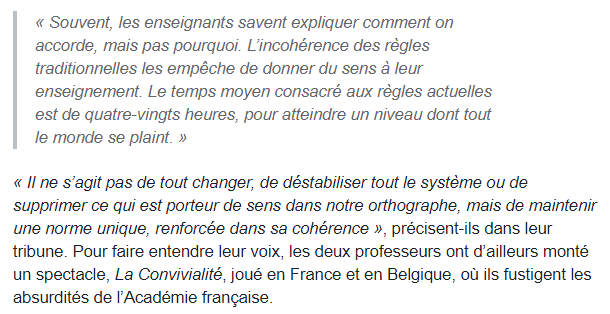 « Souvent, les enseignants savent expliquer comment on
accorde, mais pas pourquoi. L’incohérence des règles
traditionnelles les empêche de donner du sens à leur
enseignement. Le temps moyen consacré aux règles actuelles
est de quatre-vingts heures, pour atteindre un niveau dont tout
le monde se plaint. »
« Il ne s’agit pas de tout changer, de déstabiliser tout le système ou de
supprimer ce qui est porteur de sens dans notre orthographe, mais de maintenir
une norme unique, renforcée dans sa cohérence », précisent-ils dans leur
tribune. Pour faire entendre leur voix, les deux professeurs ont d’ailleurs monté
un spectacle, La Convivialité, joué en France et en Belgique, où ils fustigent les
absurdités de l’Académie française.